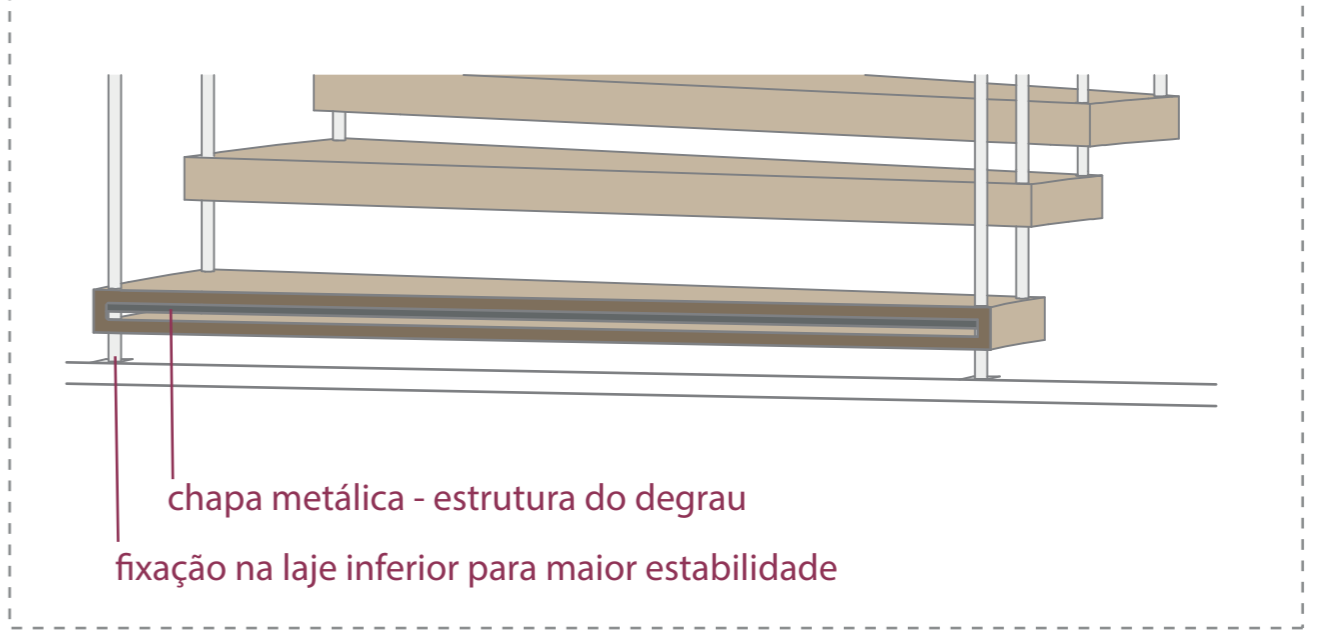 chapa metálica - estrutura do degrau
fixação na laje inferior para maior estabilidade